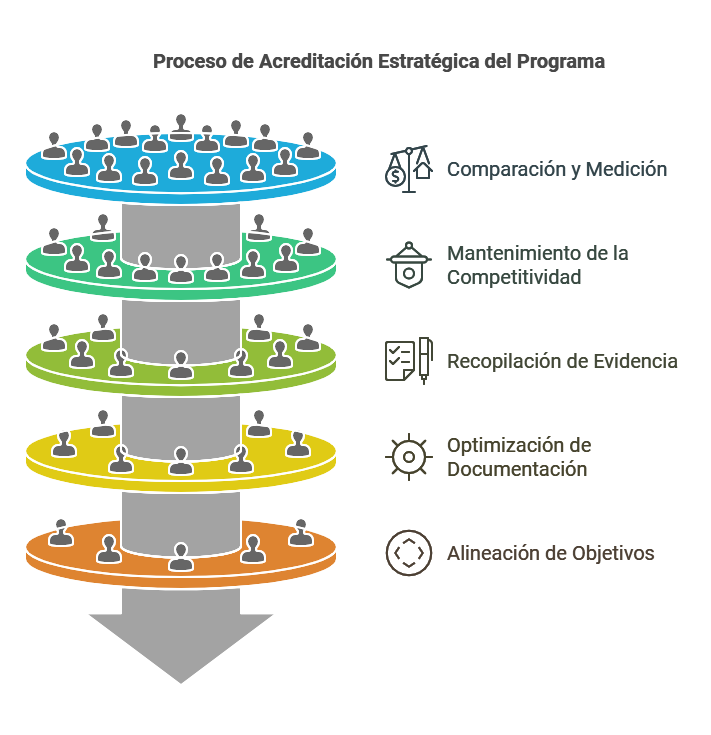 Proceso de Acreditación Estratégica del Programa
Comparación y Medición
Mantenimiento de la
Competitividad
Recopilación de Evidencia
Optimización de
Documentación
Alineación de Objetivos